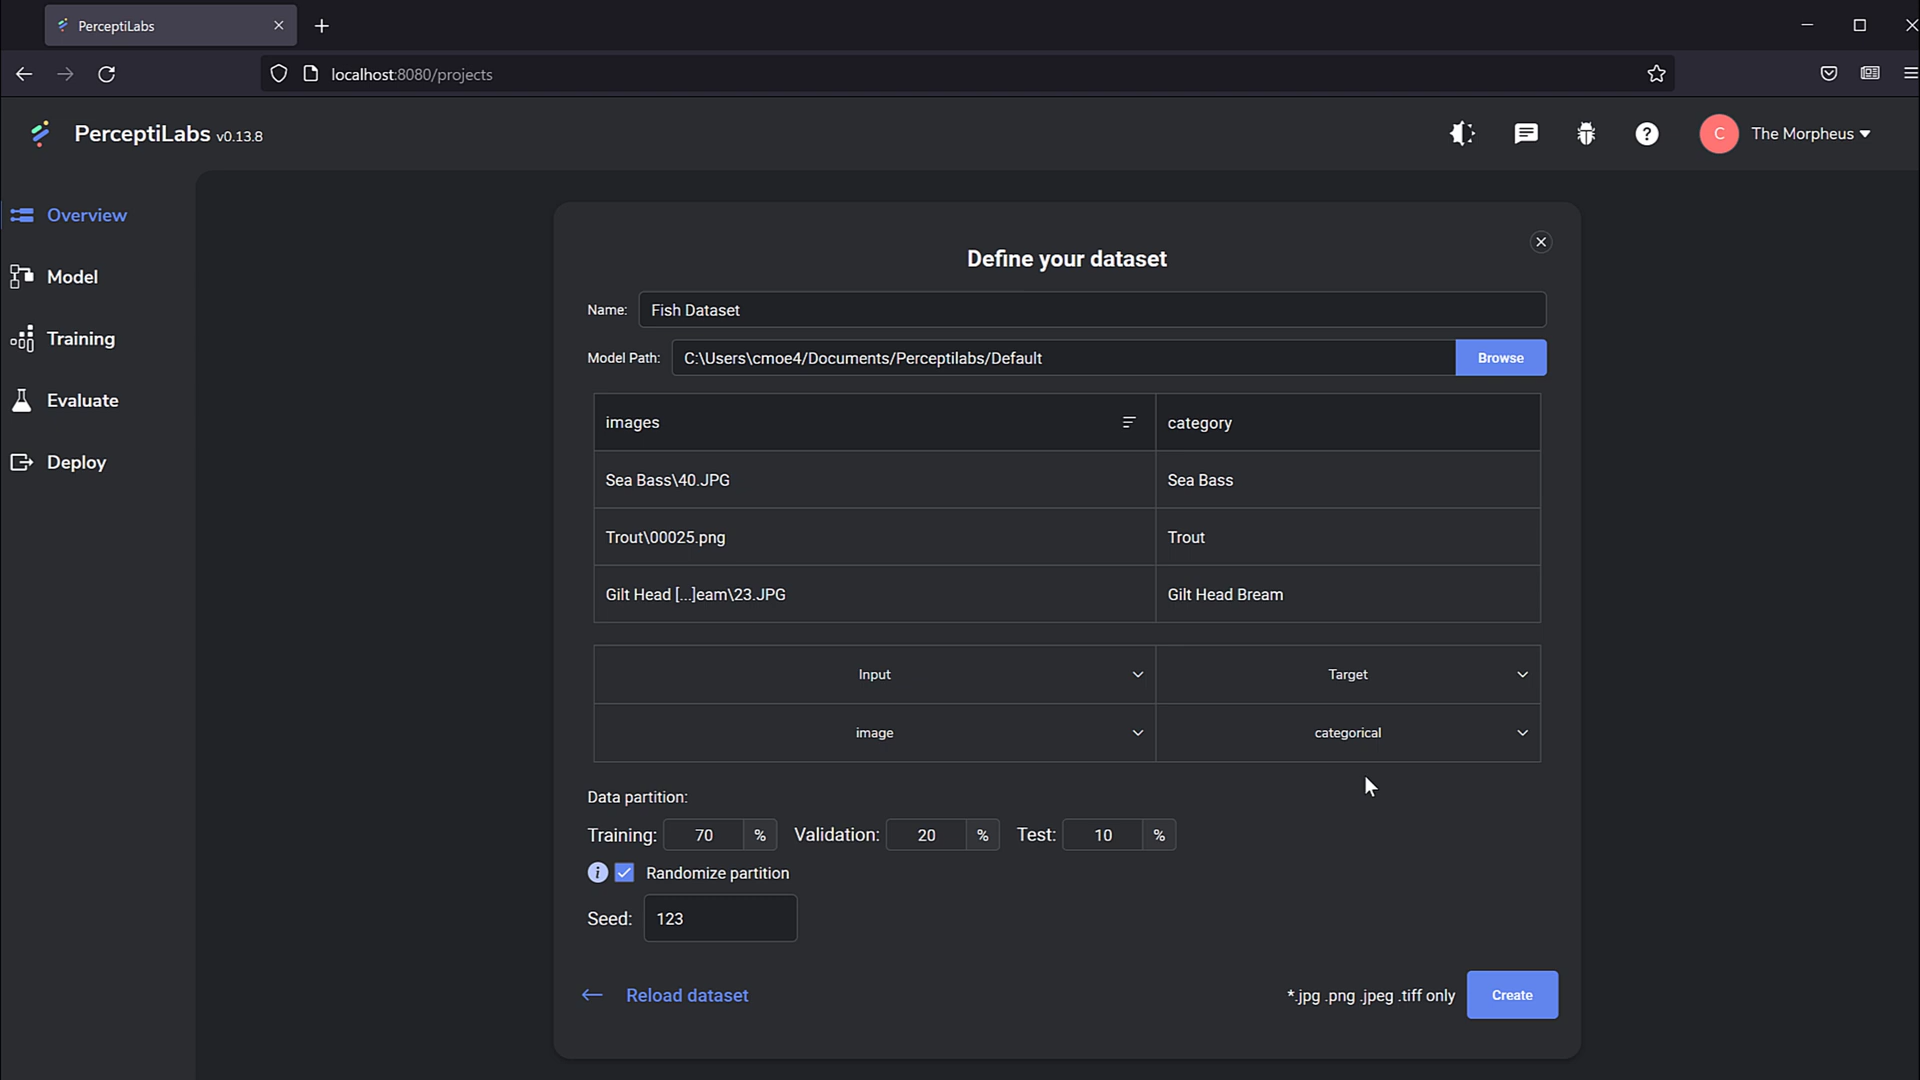 PerceptiLabs
localhost:8080/projects
PerceptiLabs v0.13.8
C
The Morpheus
Overview
Model
Training
Evaluate
Deploy
Define your dataset
Name: Fish Dataset
Model Path: C:\Users\cmoe4/Documents/Perceptilabs/Default Browse
images category
Sea Bass\40.JPG Sea Bass
Trout\00025.png Trout
Gilt Head [...]eam\23.JPG Gilt Head Bream
Input Target
image categorical
Data partition:
Training: 70 % Validation: 20 % Test: 10 %
i Randomize partition
Seed: 123
Reload dataset *.jpg .png .jpeg .tiff only Create